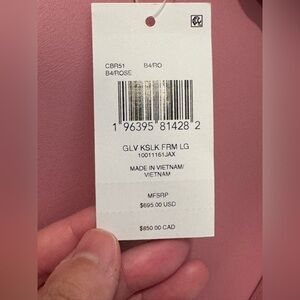 CBR51 B4/RO
B4/ROSE
1 96395 81428 2
GLV KSLK FRM LG
10011161JAX
MADE IN VIETNAM/
VIETNAM
MFSRP
$695.00 USD
$850.00 CAD